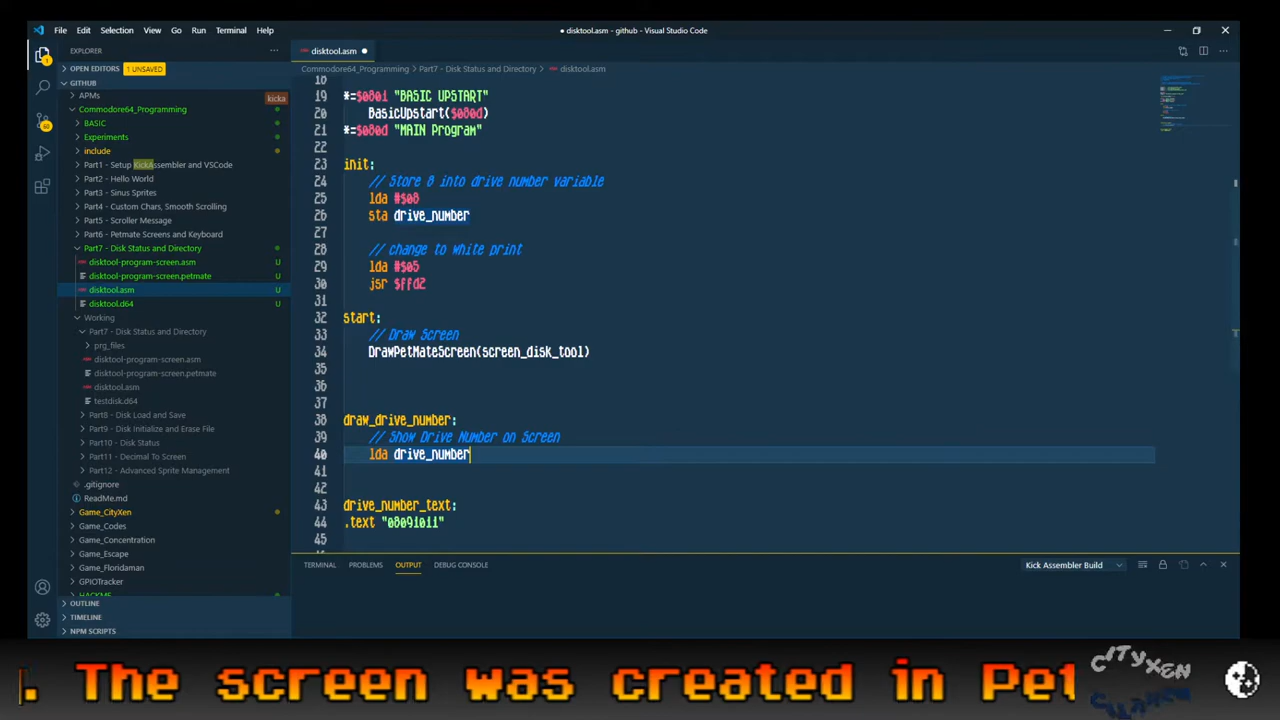 File Edit Selection View Go Run Terminal Help
● disktool.asm - github - Visual Studio Code
EXPLORER
disktool.asm ●
OPEN EDITORS 1 UNSAVED
GITHUB
APMs
kicka
Commodore64_Programming
BASIC
Experiments
include
Part1 - Setup KickAssembler and VSCode
Part2 - Hello World
Part3 - Sinus Sprites
Part4 - Custom Chars, Smooth Scrolling
Part5 - Scroller Message
Part6 - Petmate Screens and Keyboard
Part7 - Disk Status and Directory
disktool-program-screen.asm U
disktool-program-screen.petmate U
disktool.asm U
disktool.d64 U
Working
Part7 - Disk Status and Directory
prg_files
disktool-program-screen.asm
disktool-program-screen.petmate
disktool.asm
testdisk.d64
Part8 - Disk Load and Save
Part9 - Drive Initialize and Erase File
Part10 - Disk Status
Part11 - Decimal To Screen
Part12 - Advanced Sprite Management
.gitignore
ReadMe.md
Game_CityXen
Game_Codes
Game_Concentration
Game_Escape
Game_Floridaman
GPIOTracker
HACKME
OUTLINE
TIMELINE
NPM SCRIPTS
Commodore64_Programming > Part7 - Disk Status and Directory > disktool.asm
18
19 *=$0801 "BASIC UPSTART"
20 BasicUpstart($080d)
21 *=$080d "MAIN Program"
22
23 init:
24 // Store 8 into drive number variable
25 lda #$08
26 sta drive_number
27
28 // change to white print
29 lda #$05
30 jsr $ffd2
31
32 start:
33 // Draw Screen
34 DrawPetMateScreen(screen_disk_tool)
35
36
37
38 draw_drive_number:
39 // Show Drive Number on Screen
40 lda drive_number
41
42
43 drive_number_text:
44 .text "08091011"
45
TERMINAL PROBLEMS OUTPUT DEBUG CONSOLE
Kick Assembler Build
. The screen was created in Pet
CITYXEN